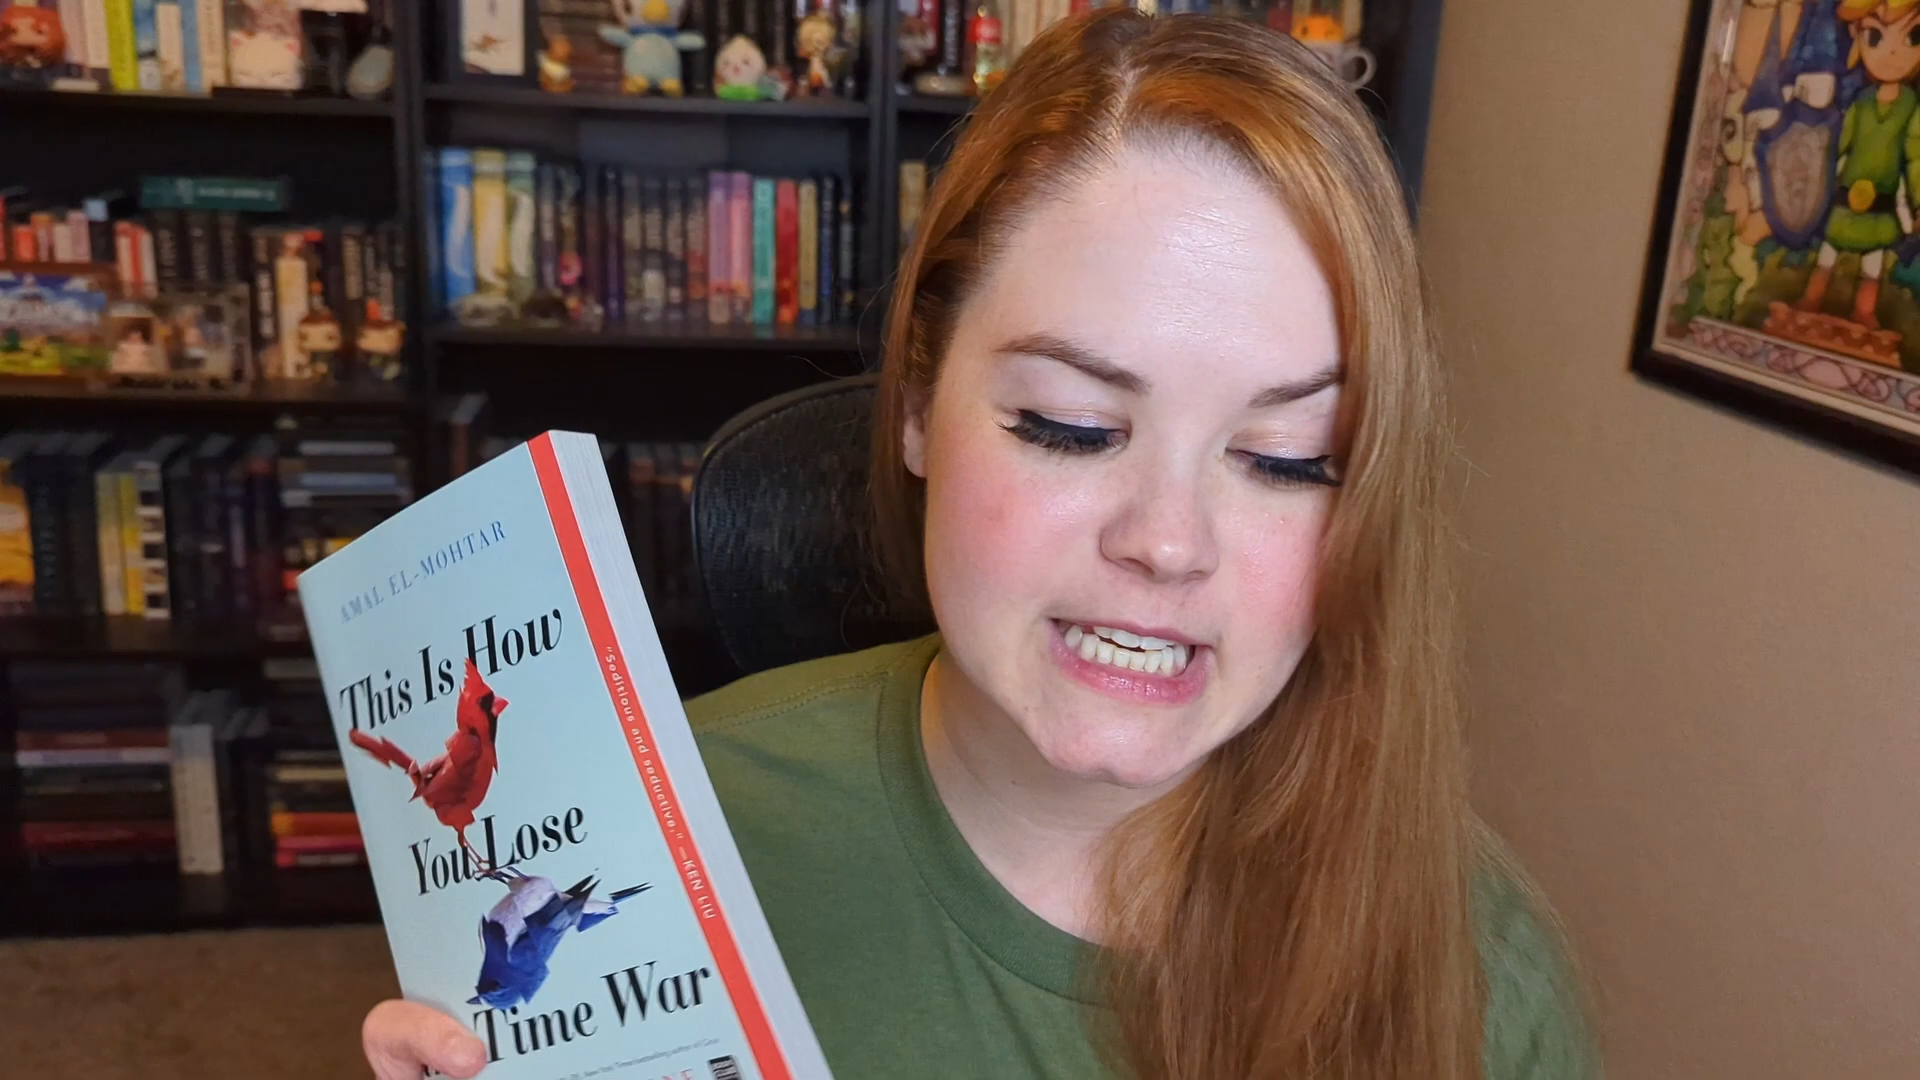 AMAL EL-MOHTAR
This Is How
You Lose
Time War
"Seditious and seductive." —KEN LIU